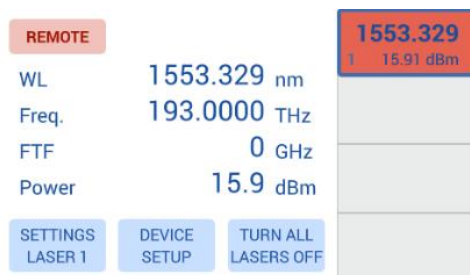 REMOTE
WL 1553.329 nm
Freq. 193.0000 THz
FTF 0 GHz
Power 15.9 dBm
SETTINGS
LASER 1
DEVICE
SETUP
TURN ALL
LASERS OFF
1553.329
1 15.91 dBm